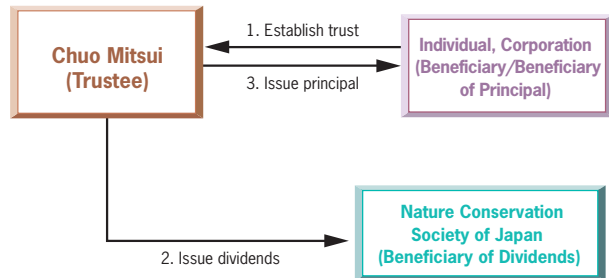 1. Establish trust
Chuo Mitsui
(Trustee)
Individual, Corporation
(Beneficiary/Beneficiary
of Principal)
3. Issue principal
Nature Conservation
Society of Japan
(Beneficiary of Dividends)
2. Issue dividends